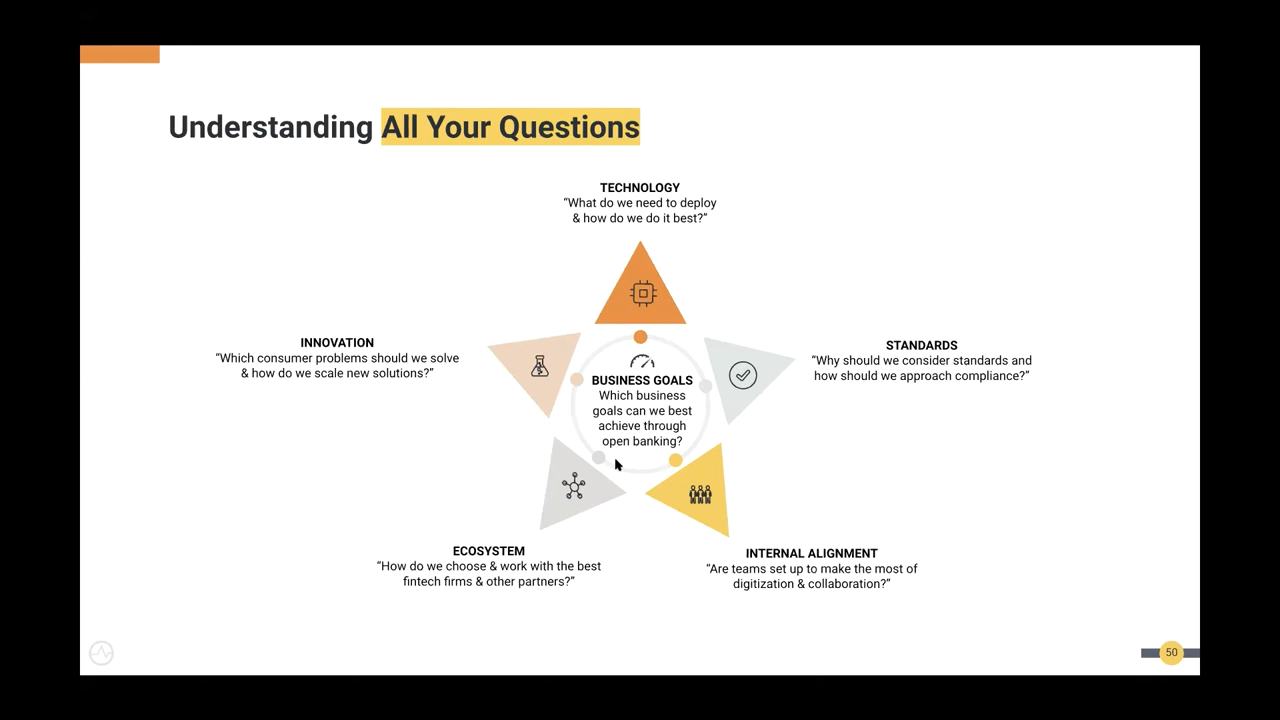 Understanding All Your Questions
TECHNOLOGY
“What do we need to deploy
& how do we do it best?”
INNOVATION
“Which consumer problems should we solve
& how do we scale new solutions?”
STANDARDS
“Why should we consider standards and
how should we approach compliance?”
BUSINESS GOALS
Which business
goals can we best
achieve through
open banking?
ECOSYSTEM
“How do we choose & work with the best
fintech firms & other partners?”
INTERNAL ALIGNMENT
“Are teams set up to make the most of
digitization & collaboration?”
50